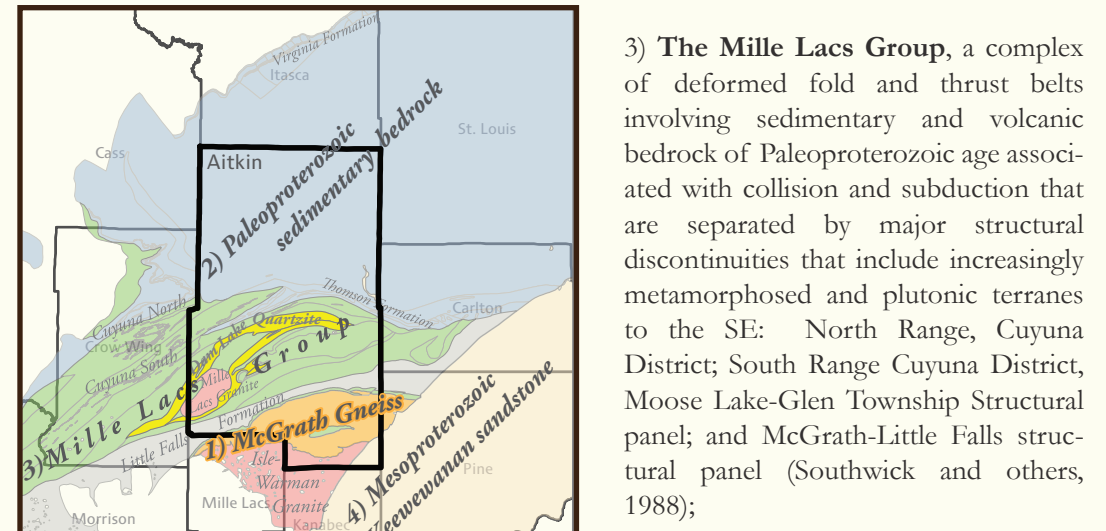 Virginia Formation
Itasca
St. Louis
Cass
Aitkin
2) Paleoproterozoic
sedimentary bedrock
Thomson Formation
Carlton
Cuyuna North
Crow Wing
Cuyuna South
Dam Lake Quartzite
Mille
Lacs Granite
3) Mille Lacs Group
Little Falls Formation
1) McGrath Gneiss
Isle-
Warman
Granite
Mille Lacs
Kanabec
Pine
Morrison
4) Mesoproterozoic
Keewewanan sandstone
3) The Mille Lacs Group, a complex
of deformed fold and thrust belts
involving sedimentary and volcanic
bedrock of Paleoproterozoic age associ-
ated with collision and subduction that
are separated by major structural
discontinuities that include increasingly
metamorphosed and plutonic terranes
to the SE: North Range, Cuyuna
District; South Range Cuyuna District,
Moose Lake-Glen Township Structural
panel; and McGrath-Little Falls struc-
tural panel (Southwick and others,
1988);